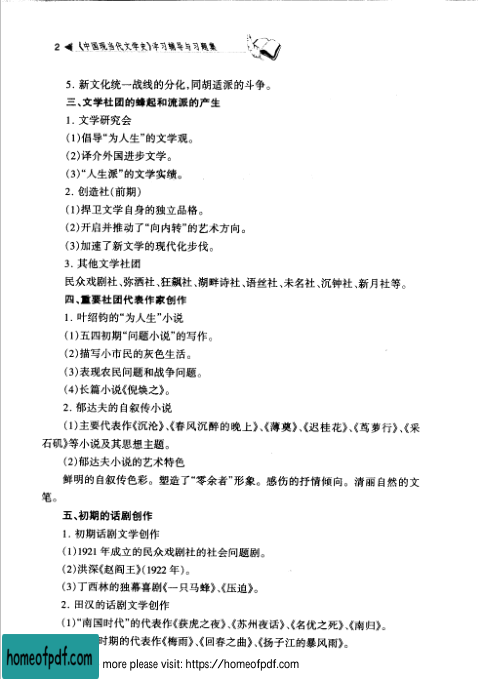 2 ◀《中国现当代文学史》学习辅导与习题集
5. 新文化统一战线的分化，同胡适派的斗争。
三、文学社团的蜂起和流派的产生
1. 文学研究会
(1)倡导“为人生”的文学观。
(2)译介外国进步文学。
(3)“人生派”的文学实绩。
2. 创造社(前期)
(1)捍卫文学自身的独立品格。
(2)开启并推动了“向内转”的艺术方向。
(3)加速了新文学的现代化步伐。
3. 其他文学社团
民众戏剧社、弥洒社、狂飙社、湖畔诗社、语丝社、未名社、沉钟社、新月社等。
四、重要社团代表作家创作
1. 叶绍钧的“为人生”小说
(1)五四初期“问题小说”的写作。
(2)描写小市民的灰色生活。
(3)表现农民问题和战争问题。
(4)长篇小说《倪焕之》。
2. 郁达夫的自叙传小说
(1)主要代表作《沉沦》、《春风沉醉的晚上》、《薄奠》、《迟桂花》、《茑萝行》、《采
石矶》等小说及其思想主题。
(2)郁达夫小说的艺术特色
鲜明的自叙传色彩。塑造了“零余者”形象。感伤的抒情倾向。清丽自然的文
笔。
五、初期的话剧创作
1. 初期话剧文学创作
(1)1921年成立的民众戏剧社的社会问题剧。
(2)洪深《赵阎王》(1922年)。
(3)丁西林的独幕喜剧《一只马蜂》、《压迫》。
2. 田汉的话剧文学创作
(1)“南国时代”的代表作《获虎之夜》、《苏州夜话》、《名优之死》、《南归》。
时期的代表作《梅雨》、《回春之曲》、《扬子江的暴风雨》。
homeofpdf.com
more please visit: https://homeofpdf.com